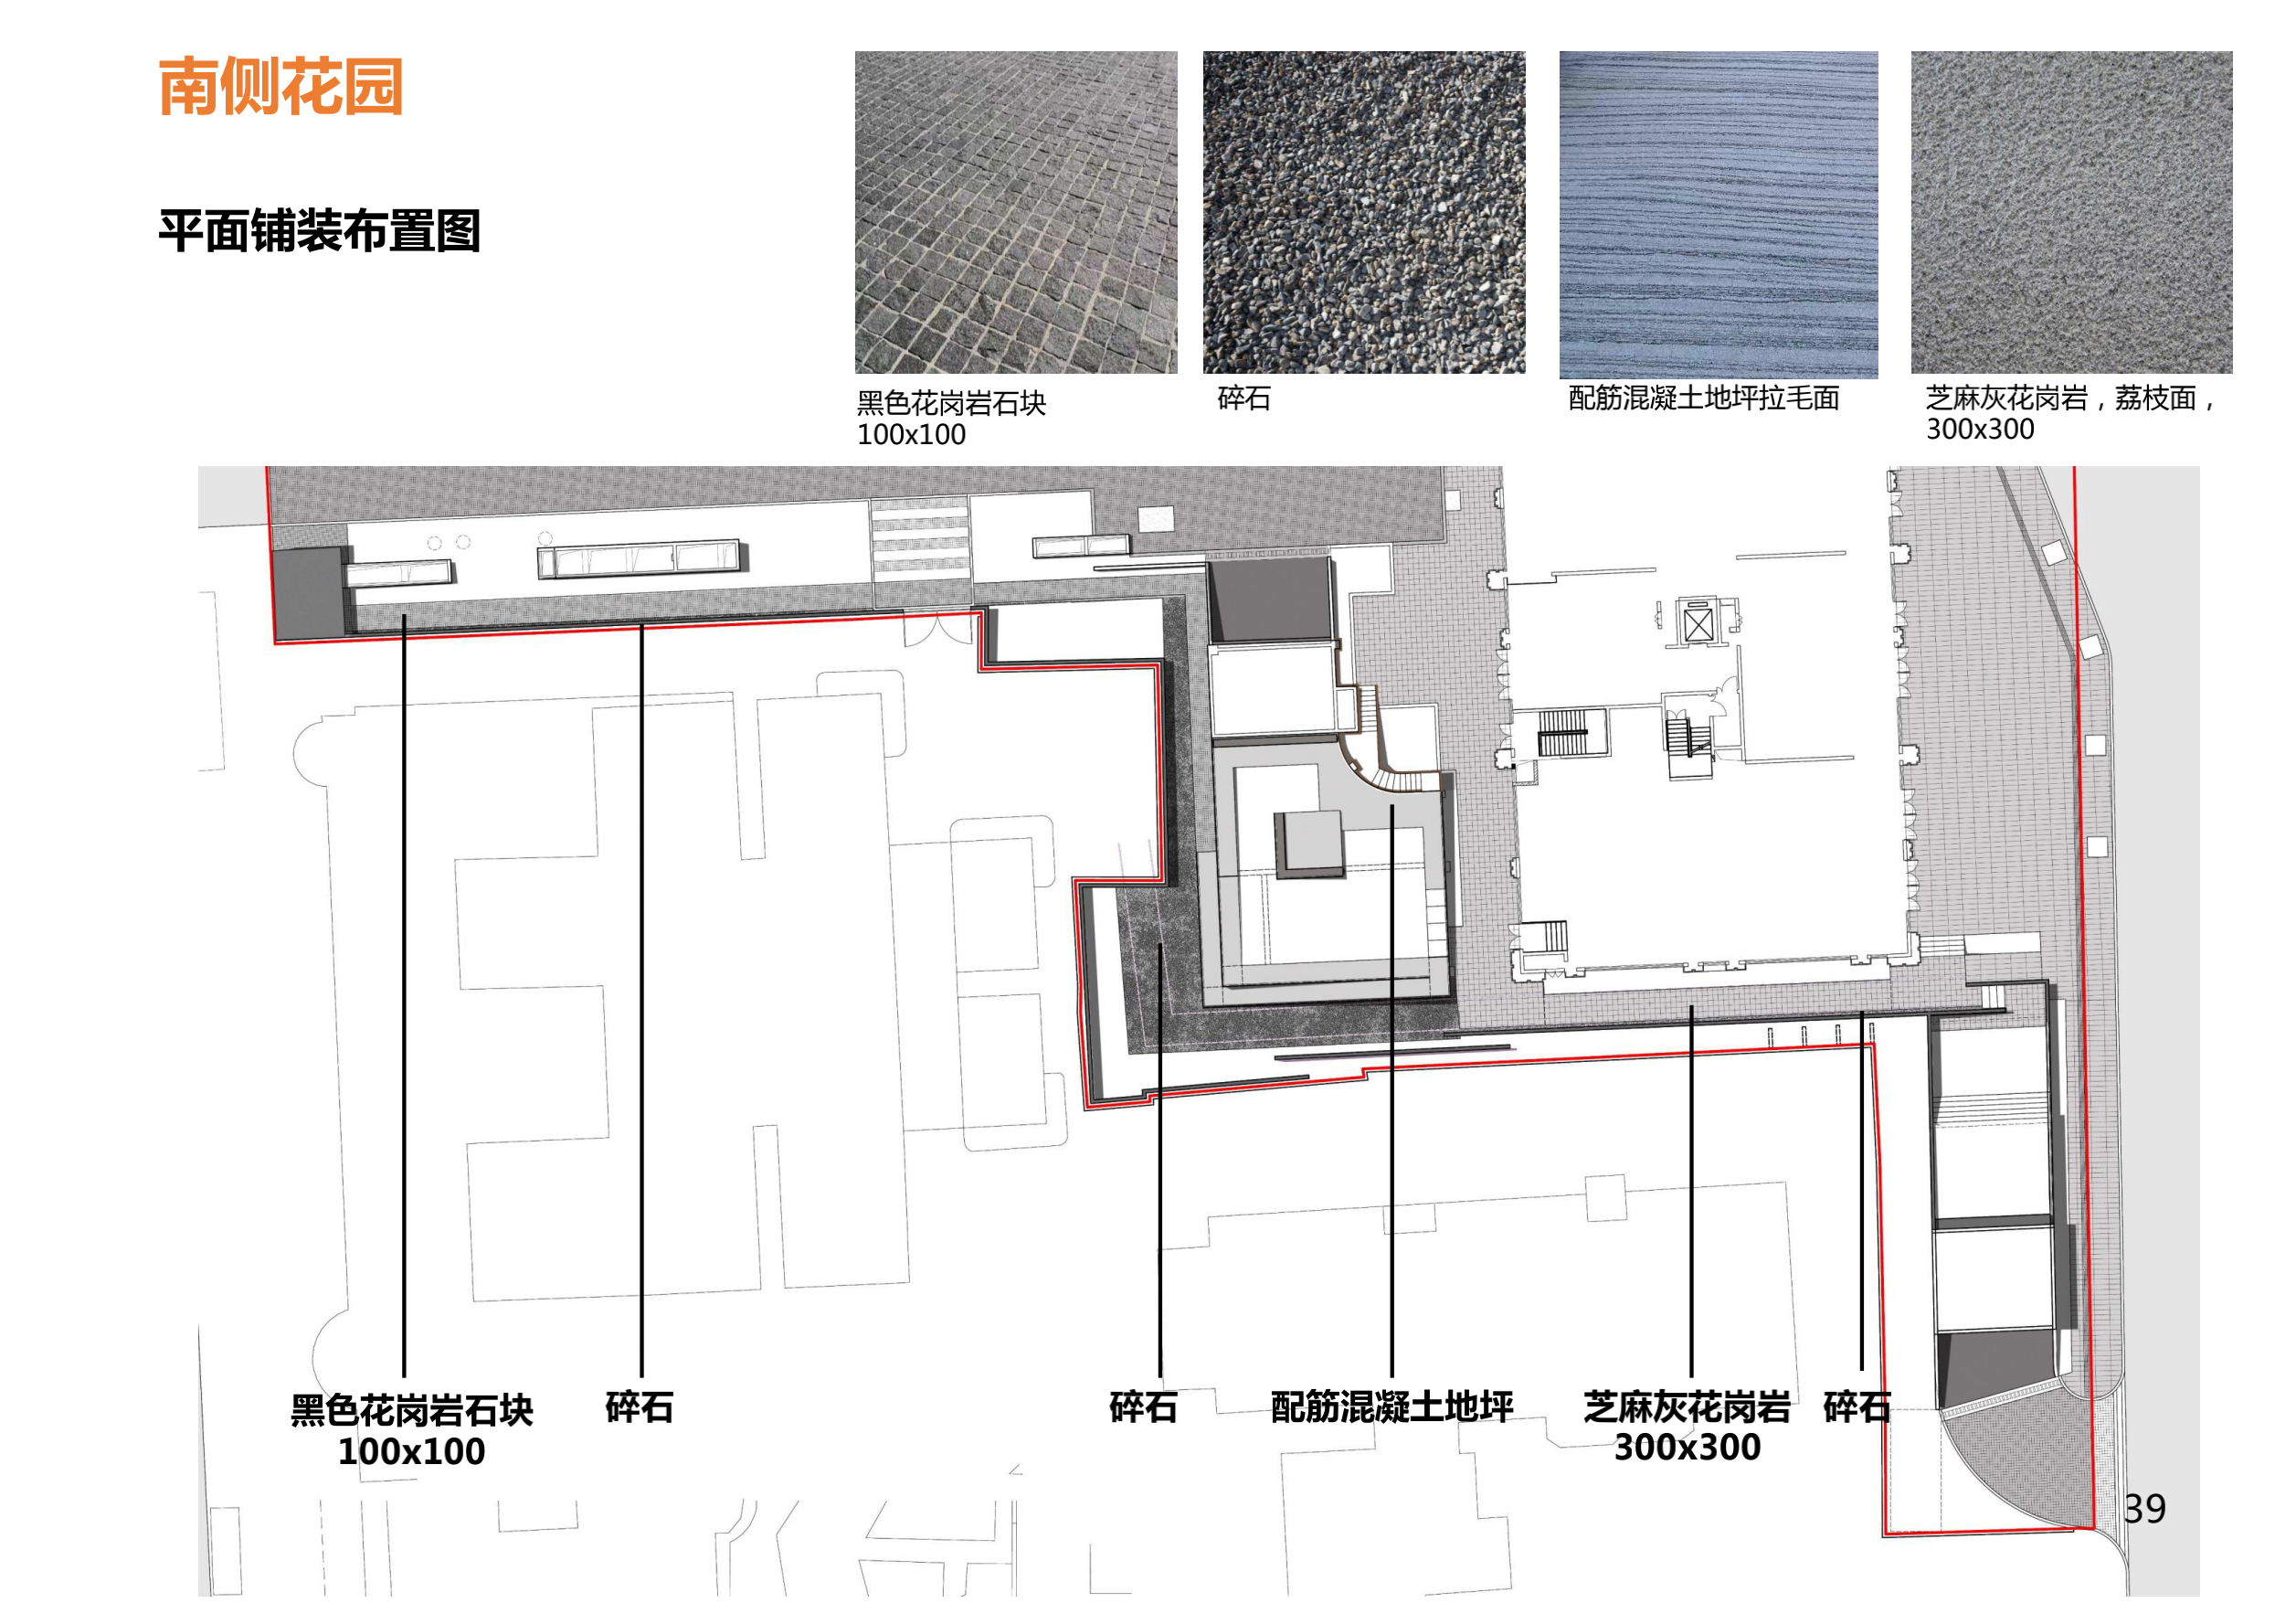 南侧花园
平面铺装布置图
黑色花岗岩石块
100x100
碎石
配筋混凝土地坪拉毛面
芝麻灰花岗岩，荔枝面，
300x300
黑色花岗岩石块
100x100
碎石
碎石
配筋混凝土地坪
芝麻灰花岗岩
300x300
碎石
39